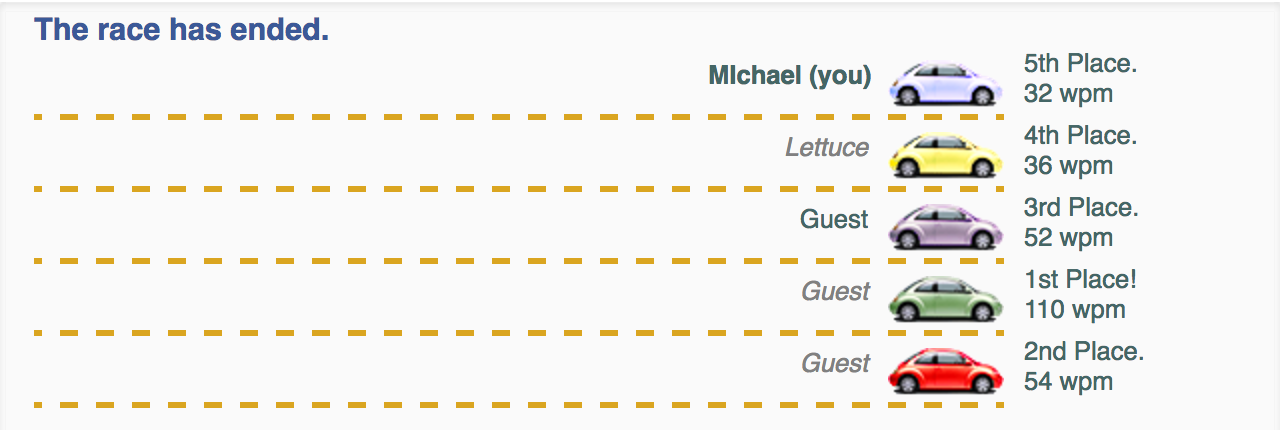 The race has ended.
MIchael (you)
5th Place.
32 wpm
Lettuce
4th Place.
36 wpm
Guest
3rd Place.
52 wpm
Guest
1st Place!
110 wpm
Guest
2nd Place.
54 wpm